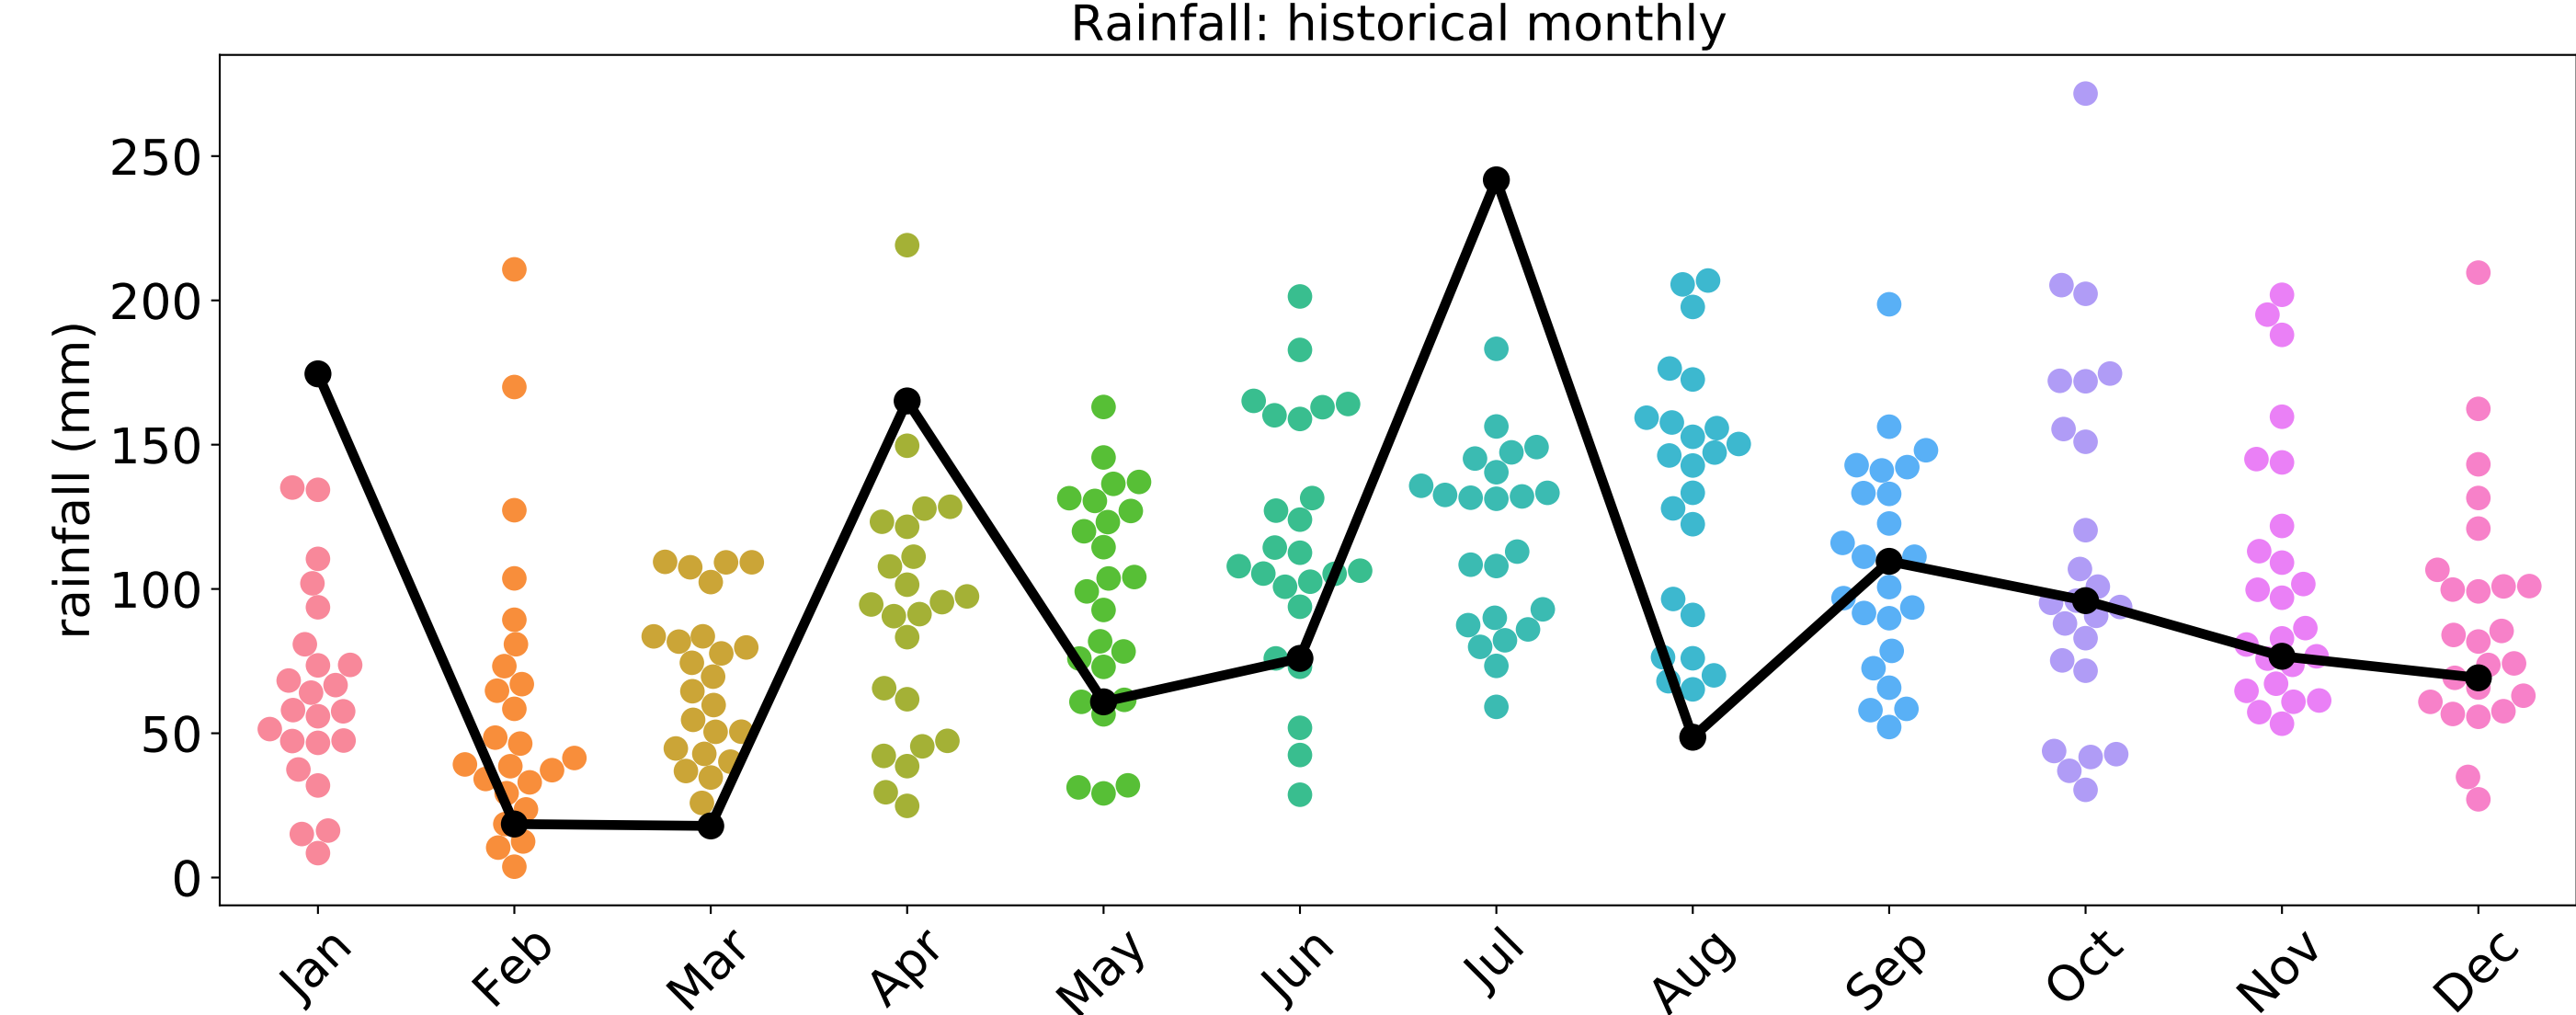 Rainfall: historical monthly
rainfall (mm)
250
200
150
100
50
0
Jan
Feb
Mar
Apr
May
Jun
Jul
Aug
Sep
Oct
Nov
Dec